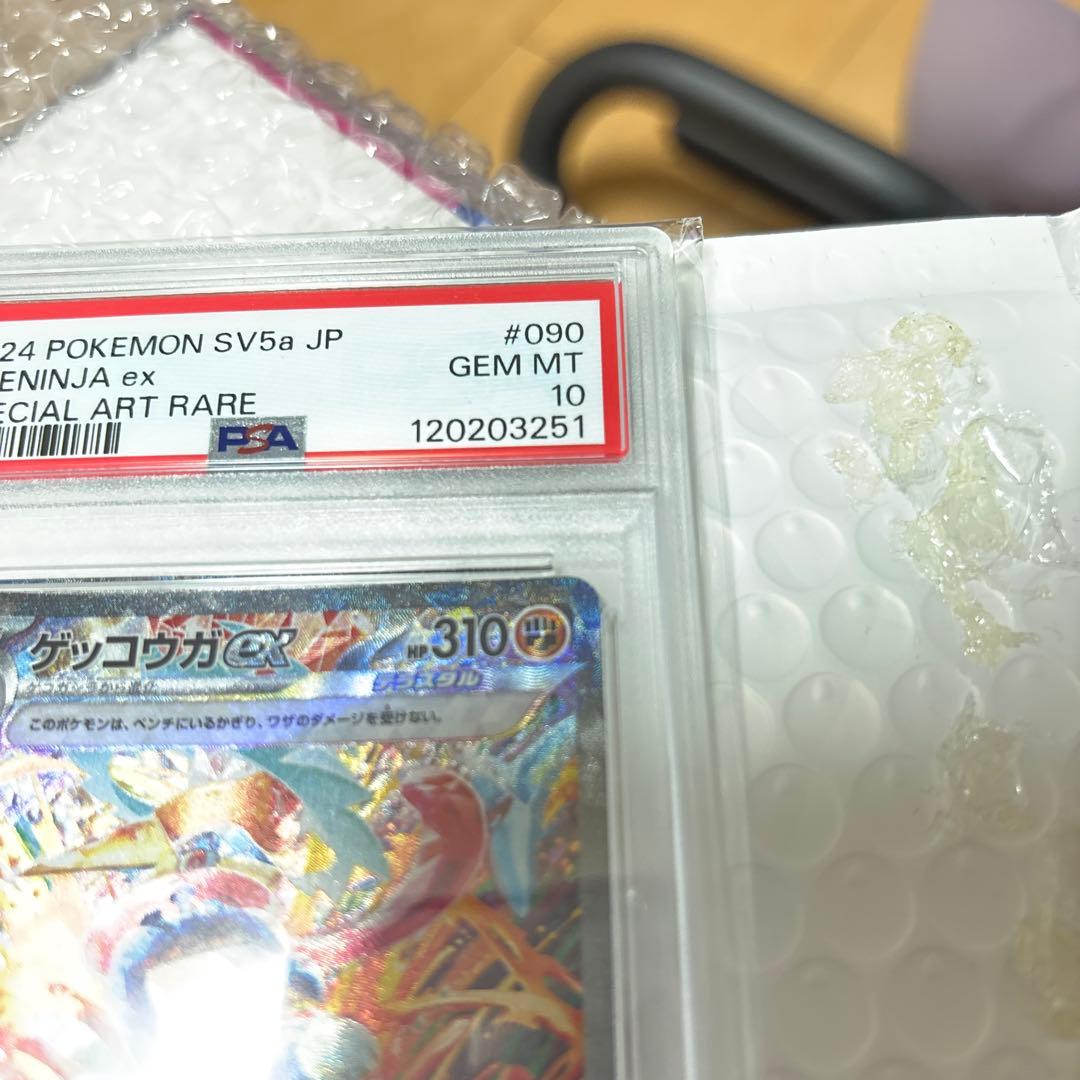 24 POKEMON SV5a JP #090
ENINJA ex GEM MT
ECIAL ART RARE 10
PSA 120203251
ゲッコウガex HP 310
このポケモンは、ベンチにいるかぎり、ワザのダメージを受けない。